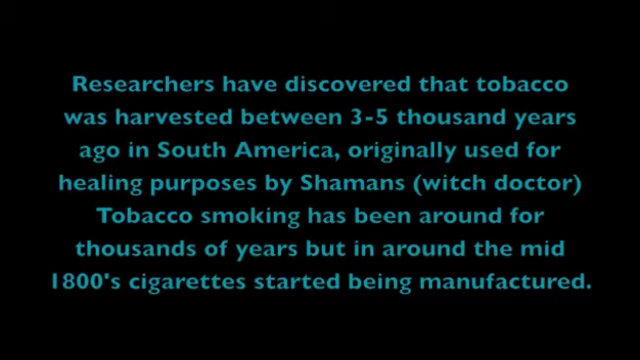 Researchers have discovered that tobacco
was harvested between 3-5 thousand years
ago in South America, originally used for
healing purposes by Shamans (witch doctor)
Tobacco smoking has been around for
thousands of years but in around the mid
1800's cigarettes started being manufactured.